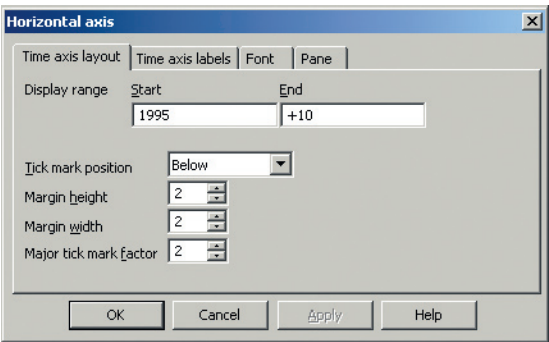 Horizontal axis
Time axis layout Time axis labels Font Pane
Display range Start End
1995 +10
Tick mark position Below
Margin height 2
Margin width 2
Major tick mark factor 2
OK Cancel Apply Help